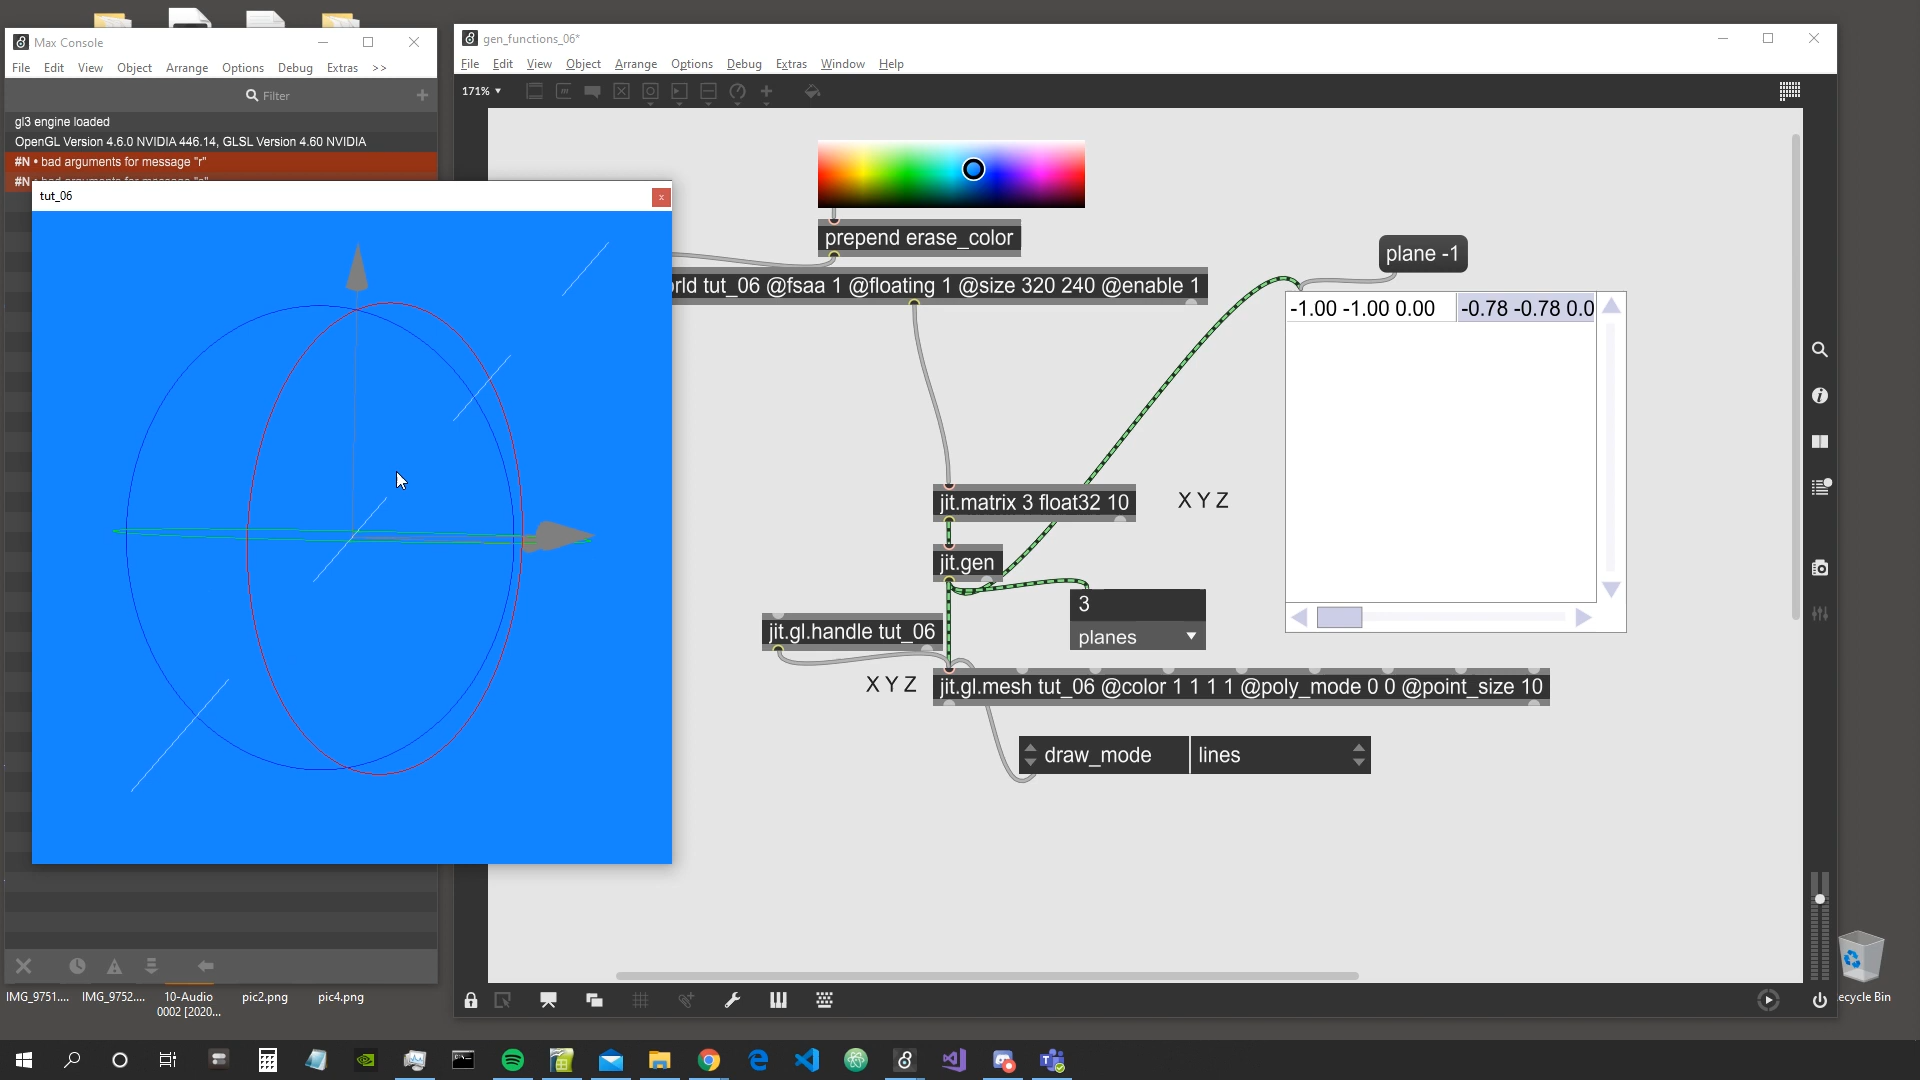 Max Console
File Edit View Object Arrange Options Debug Extras >>
Filter
gl3 engine loaded
OpenGL Version 4.6.0 NVIDIA 446.14, GLSL Version 4.60 NVIDIA
#N • bad arguments for message "r"
#N • bad arguments for message
tut_06
gen_functions_06*
File Edit View Object Arrange Options Debug Extras Window Help
171%
prepend erase_color
rld tut_06 @fsaa 1 @floating 1 @size 320 240 @enable 1
plane -1
-1.00 -1.00 0.00 -0.78 -0.78 0.0
jit.matrix 3 float32 10
X Y Z
jit.gen
3
planes
jit.gl.handle tut_06
X Y Z
jit.gl.mesh tut_06 @color 1 1 1 1 @poly_mode 0 0 @point_size 10
draw_mode lines
IMG_9751.... IMG_9752.... 10-Audio pic2.png pic4.png
0002 [2020...
ecycle Bin